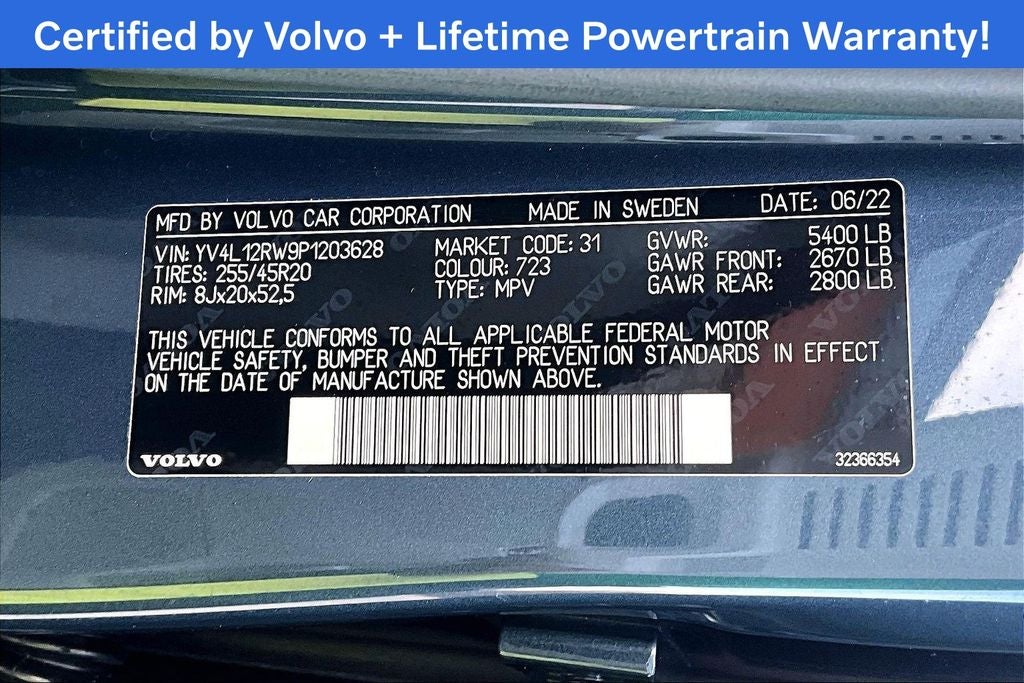 Certified by Volvo + Lifetime Powertrain Warranty!
MFD BY VOLVO CAR CORPORATION MADE IN SWEDEN DATE: 06/22
VIN: YV4L12RW9P1203628 MARKET CODE: 31 GVWR: 5400 LB
TIRES: 255/45R20 COLOUR: 723 GAWR FRONT: 2670 LB
RIM: 8Jx20x52,5 TYPE: MPV GAWR REAR: 2800 LB
THIS VEHICLE CONFORMS TO ALL APPLICABLE FEDERAL MOTOR
VEHICLE SAFETY, BUMPER AND THEFT PREVENTION STANDARDS IN EFFECT
ON THE DATE OF MANUFACTURE SHOWN ABOVE.
VOLVO 32366354